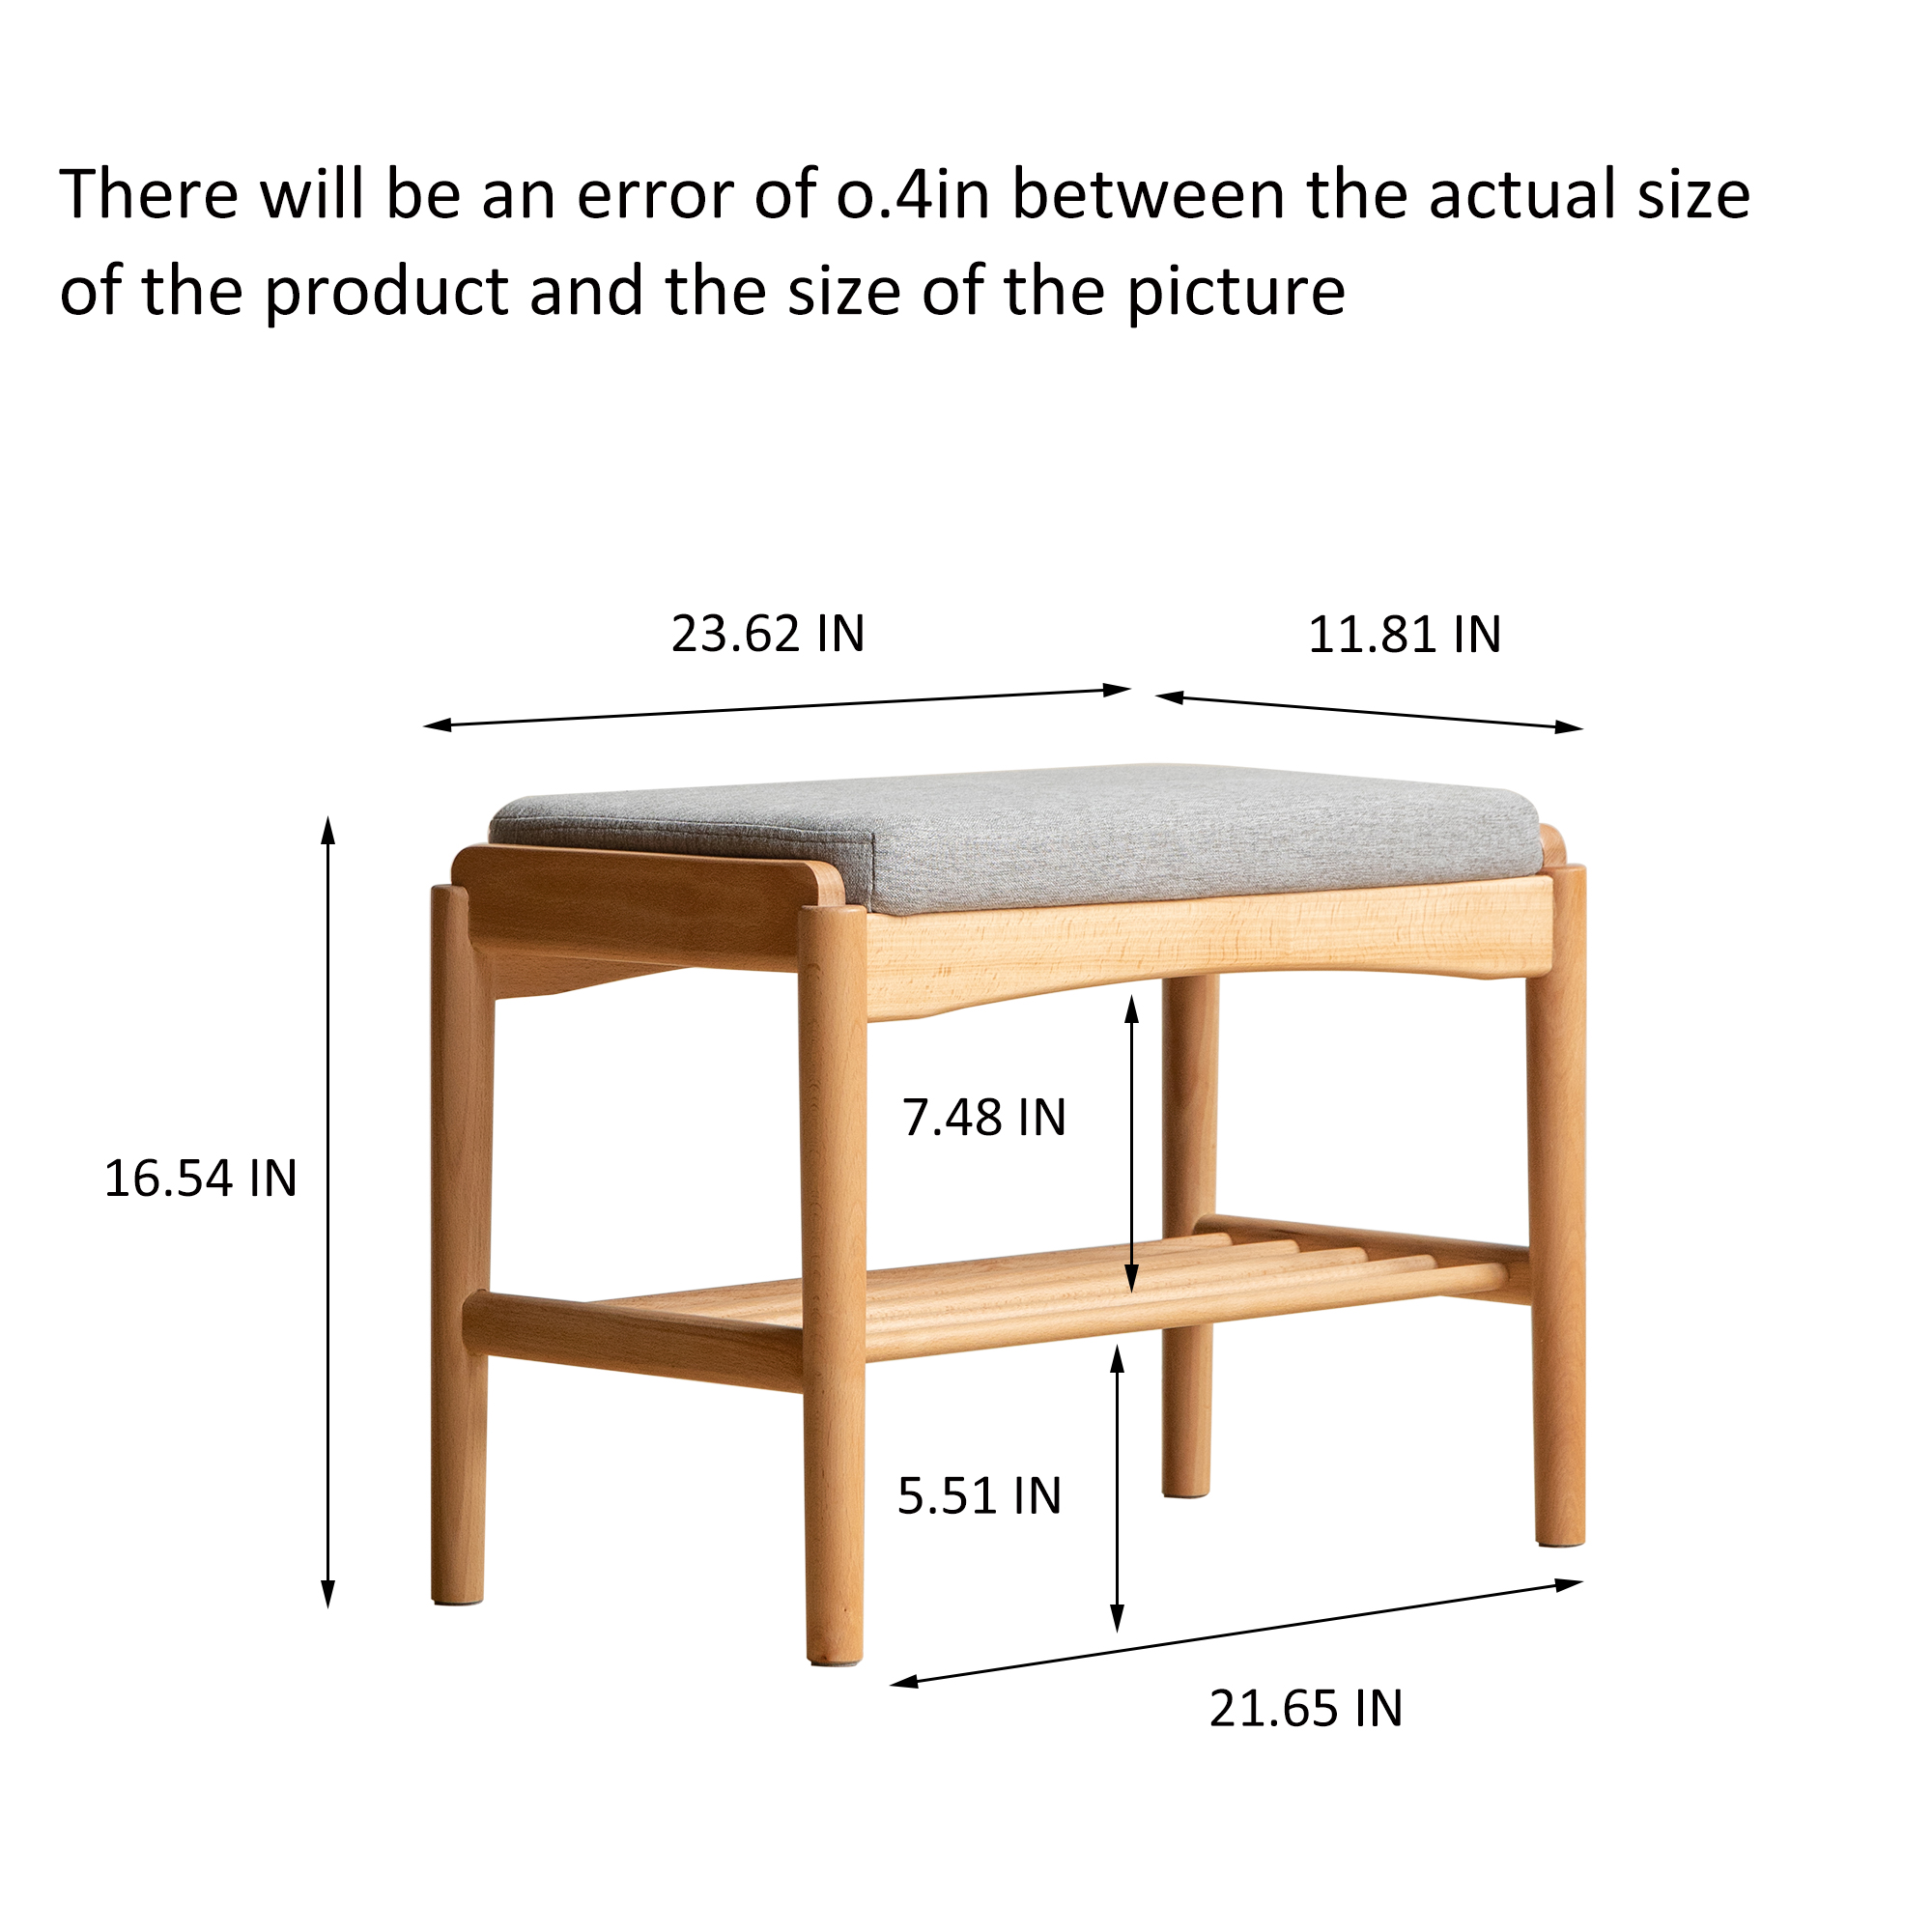 There will be an error of o.4in between the actual size
of the product and the size of the picture
23.62 IN
11.81 IN
7.48 IN
16.54 IN
5.51 IN
21.65 IN